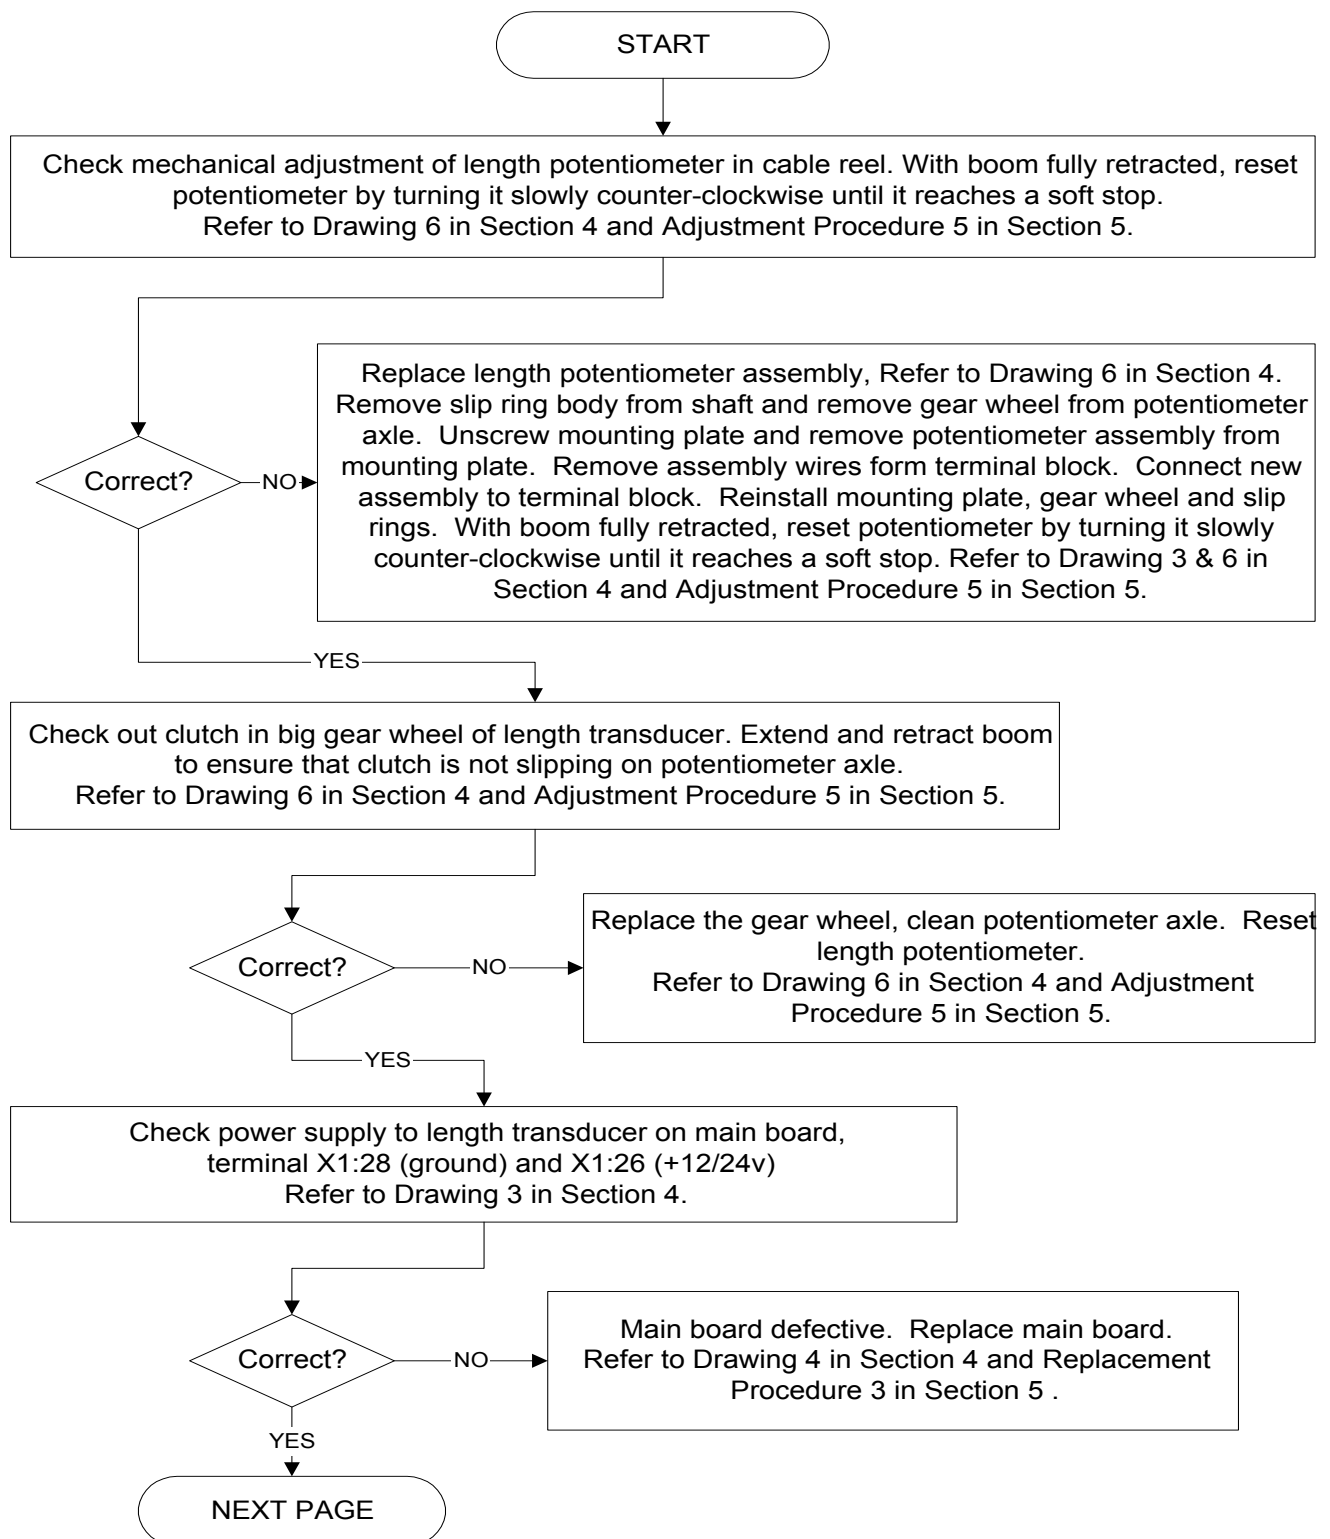 START
Check mechanical adjustment of length potentiometer in cable reel. With boom fully retracted, reset
potentiometer by turning it slowly counter-clockwise until it reaches a soft stop.
Refer to Drawing 6 in Section 4 and Adjustment Procedure 5 in Section 5.
Replace length potentiometer assembly, Refer to Drawing 6 in Section 4.
Remove slip ring body from shaft and remove gear wheel from potentiometer
axle. Unscrew mounting plate and remove potentiometer assembly from
mounting plate. Remove assembly wires form terminal block. Connect new
assembly to terminal block. Reinstall mounting plate, gear wheel and slip
rings. With boom fully retracted, reset potentiometer by turning it slowly
counter-clockwise until it reaches a soft stop. Refer to Drawing 3 & 6 in
Section 4 and Adjustment Procedure 5 in Section 5.
Correct?
NO
YES
Check out clutch in big gear wheel of length transducer. Extend and retract boom
to ensure that clutch is not slipping on potentiometer axle.
Refer to Drawing 6 in Section 4 and Adjustment Procedure 5 in Section 5.
Replace the gear wheel, clean potentiometer axle. Reset
length potentiometer.
Refer to Drawing 6 in Section 4 and Adjustment
Procedure 5 in Section 5.
Correct?
NO
YES
Check power supply to length transducer on main board,
terminal X1:28 (ground) and X1:26 (+12/24v)
Refer to Drawing 3 in Section 4.
Main board defective. Replace main board.
Refer to Drawing 4 in Section 4 and Replacement
Procedure 3 in Section 5 .
Correct?
NO
YES
NEXT PAGE